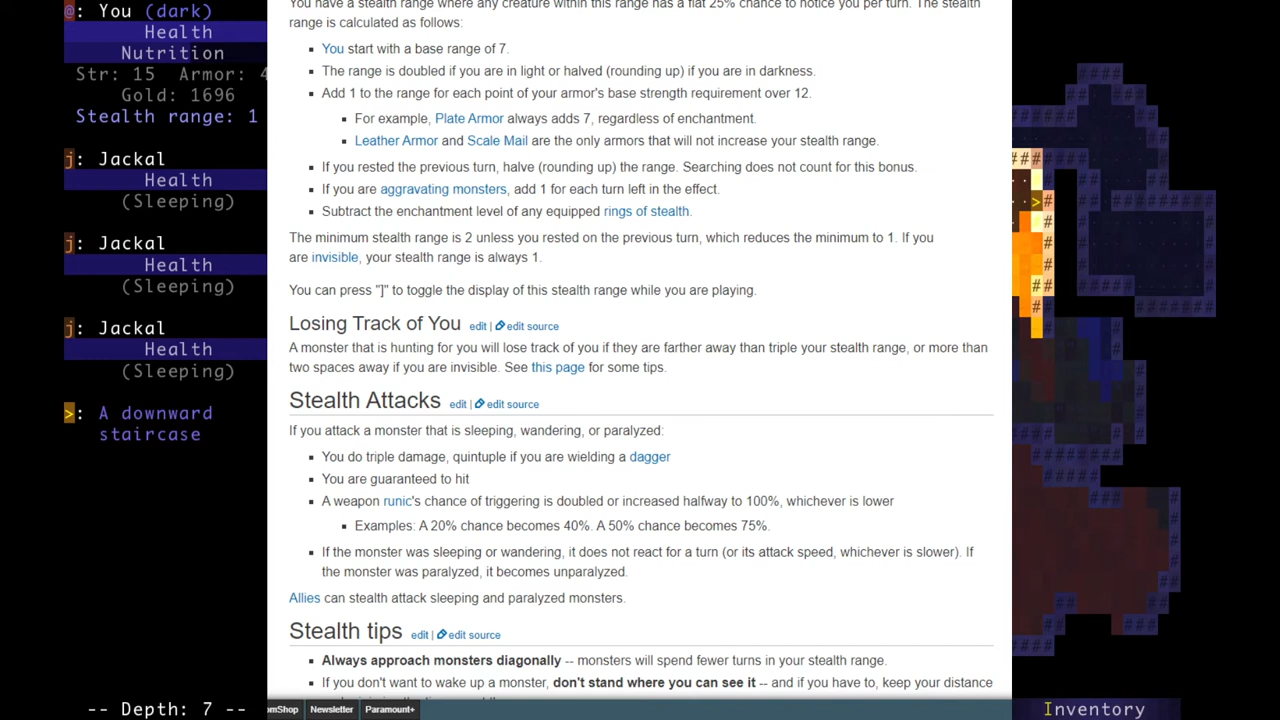 @: You (dark)
Health
Nutrition
Str: 15 Armor: 4
Gold: 1696
Stealth range: 1
j: Jackal
Health
(Sleeping)
j: Jackal
Health
(Sleeping)
j: Jackal
Health
(Sleeping)
>: A downward
staircase
-- Depth: 7 --
You have a stealth range where any creature within this range has a flat 25% chance to notice you per turn. The stealth
range is calculated as follows:
You start with a base range of 7.
The range is doubled if you are in light or halved (rounding up) if you are in darkness.
Add 1 to the range for each point of your armor's base strength requirement over 12.
For example, Plate Armor always adds 7, regardless of enchantment.
Leather Armor and Scale Mail are the only armors that will not increase your stealth range.
If you rested the previous turn, halve (rounding up) the range. Searching does not count for this bonus.
If you are aggravating monsters, add 1 for each turn left in the effect.
Subtract the enchantment level of any equipped rings of stealth.
The minimum stealth range is 2 unless you rested on the previous turn, which reduces the minimum to 1. If you
are invisible, your stealth range is always 1.
You can press "]" to toggle the display of this stealth range while you are playing.
Losing Track of You edit | edit source
A monster that is hunting for you will lose track of you if they are farther away than triple your stealth range, or more than
two spaces away if you are invisible. See this page for some tips.
Stealth Attacks edit | edit source
If you attack a monster that is sleeping, wandering, or paralyzed:
You do triple damage, quintuple if you are wielding a dagger
You are guaranteed to hit
A weapon runic's chance of triggering is doubled or increased halfway to 100%, whichever is lower
Examples: A 20% chance becomes 40%. A 50% chance becomes 75%.
If the monster was sleeping or wandering, it does not react for a turn (or its attack speed, whichever is slower). If
the monster was paralyzed, it becomes unparalyzed.
Allies can stealth attack sleeping and paralyzed monsters.
Stealth tips edit | edit source
Always approach monsters diagonally -- monsters will spend fewer turns in your stealth range.
If you don't want to wake up a monster, don't stand where you can see it -- and if you have to, keep your distance
omShop Newsletter Paramount+
Inventory